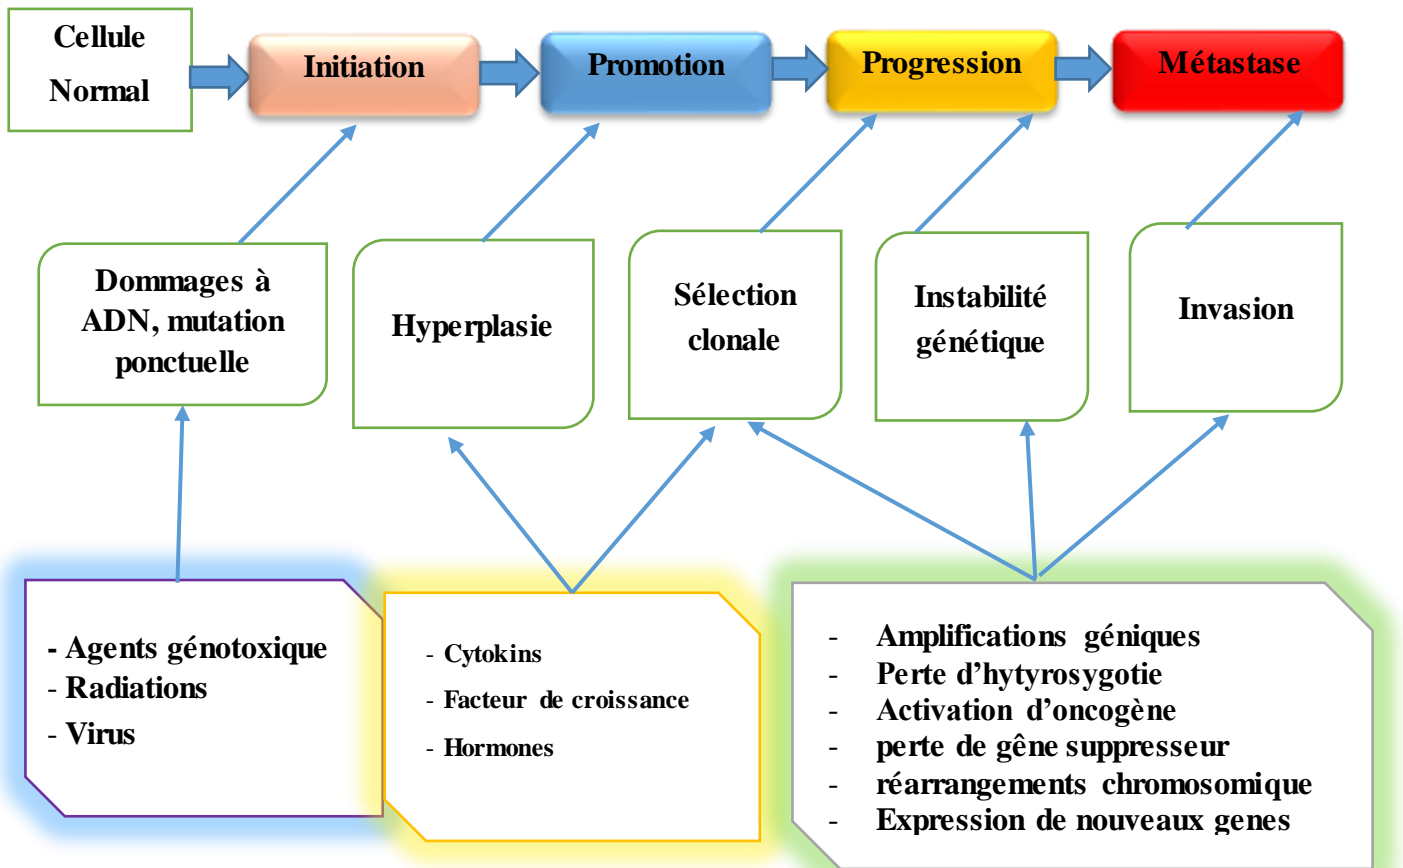 Cellule
Normal
Initiation
Promotion
Progression
Métastase
Dommages à
ADN, mutation
ponctuelle
Hyperplasie
Sélection
clonale
Instabilité
génétique
Invasion
- Agents génotoxique
- Radiations
- Virus
- Cytokins
- Facteur de croissance
- Hormones
- Amplifications géniques
- Perte d’hytyrosygotie
- Activation d’oncogène
- perte de gêne suppresseur
- réarrangements chromosomique
- Expression de nouveaux genes